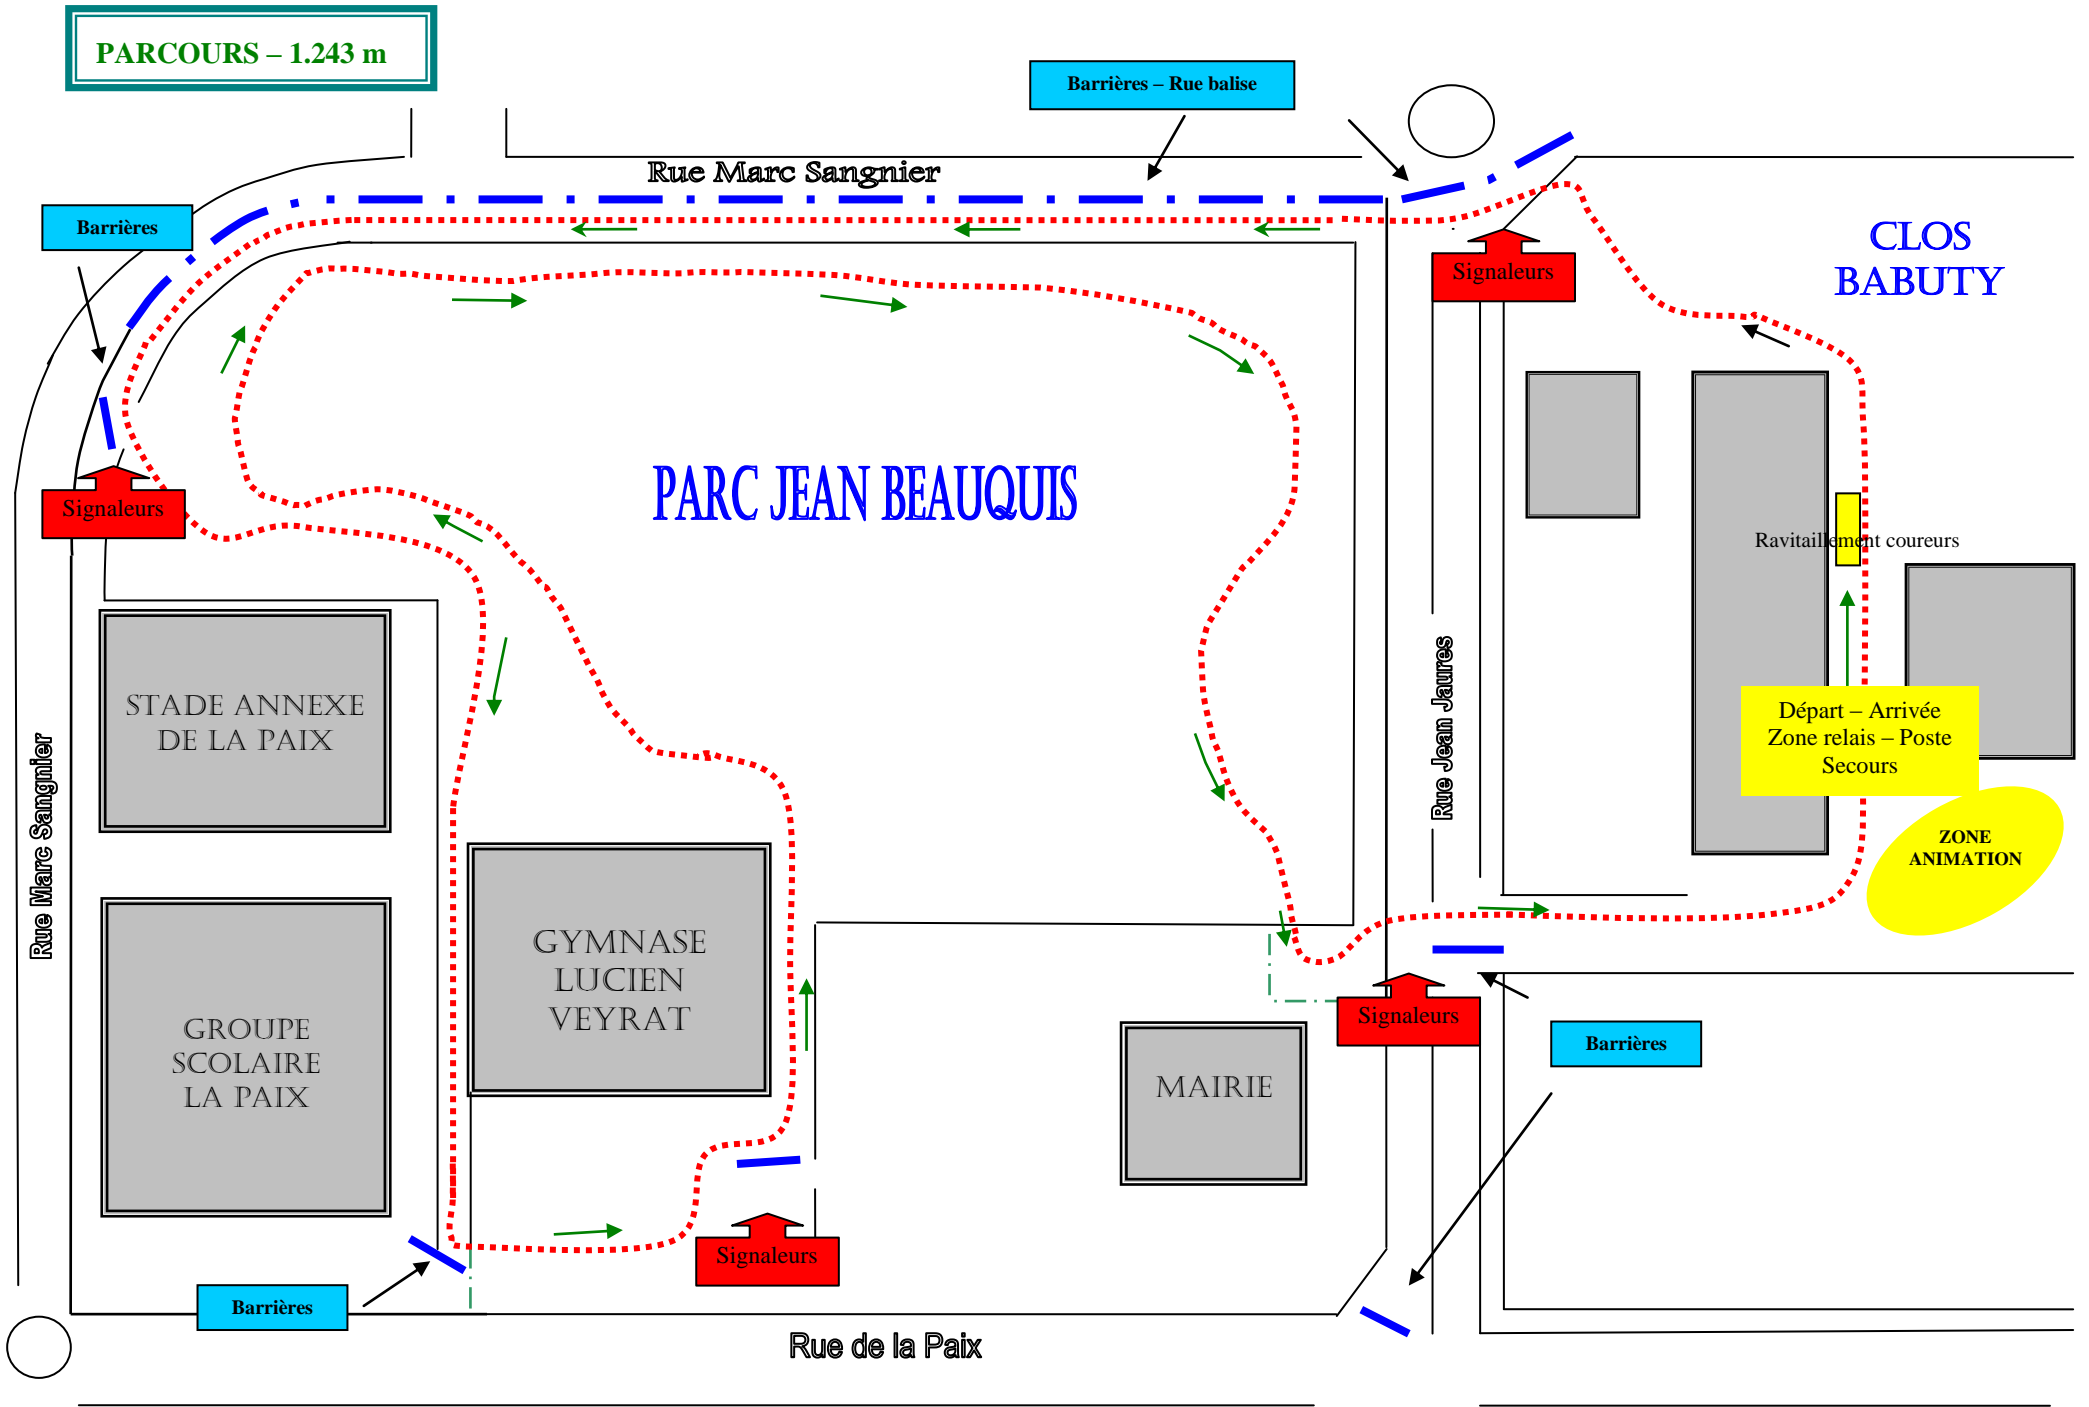 PARCOURS – 1.243 m
Barrières – Rue balise
Rue Marc Sangnier
Barrières
CLOS
BABUTY
Signaleurs
PARC JEAN BEAUQUIS
Signaleurs
Ravitaillement coureurs
STADE ANNEXE
DE LA PAIX
Rue Jean Jaures
Départ – Arrivée
Zone relais – Poste
Secours
Rue Marc Sangnier
ZONE
ANIMATION
GYMNASE
LUCIEN
VEYRAT
GROUPE
SCOLAIRE
LA PAIX
Signaleurs
Barrières
MAIRIE
Signaleurs
Barrières
Rue de la Paix